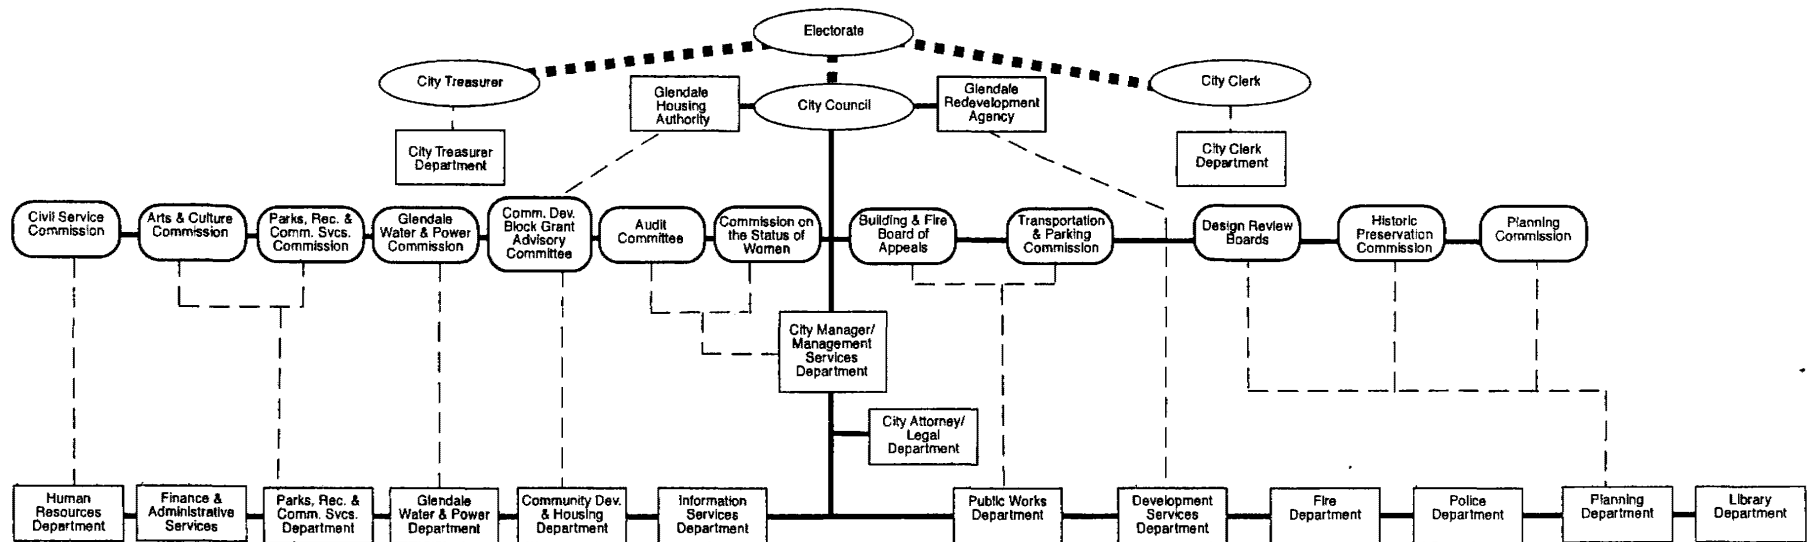 Electorate
City Treasurer
Glendale
Housing
Authority
City Council
Glendale
Redevelopment
Agency
City Clerk
City Treasurer
Department
City Clerk
Department
Civil Service
Commission
Arts & Culture
Commission
Parks, Rec. &
Comm. Svcs.
Commission
Glendale
Water & Power
Commission
Comm. Dev.
Block Grant
Advisory
Committee
Audit
Committee
Commission on
the Status of
Women
Building & Fire
Board of
Appeals
Transportation
& Parking
Commission
Design Review
Boards
Historic
Preservation
Commission
Planning
Commission
City Manager/
Management
Services
Department
City Attorney/
Legal
Department
Human
Resources
Department
Finance &
Administrative
Services
Parks, Rec. &
Comm. Svcs.
Department
Glendale
Water & Power
Department
Community Dev.
& Housing
Department
Information
Services
Department
Public Works
Department
Development
Services
Department
Fire
Department
Police
Department
Planning
Department
Library
Department